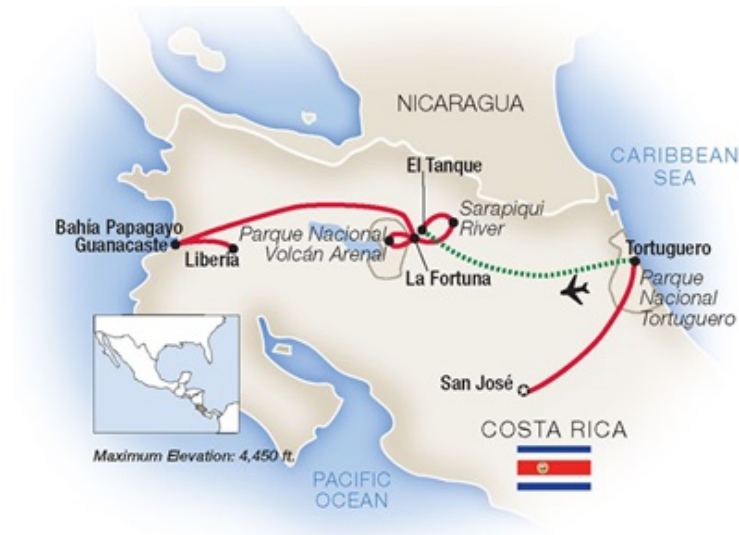 NICARAGUA
CARIBBEAN
SEA
El Tanque
Sarapiqui
River
Bahía Papagayo
Guanacaste
Liberia
Parque Nacional
Volcán Arenal
La Fortuna
Tortuguero
Parque
Nacional
Tortuguero
San José
COSTA RICA
Maximum Elevation: 4,450 ft.
PACIFIC
OCEAN